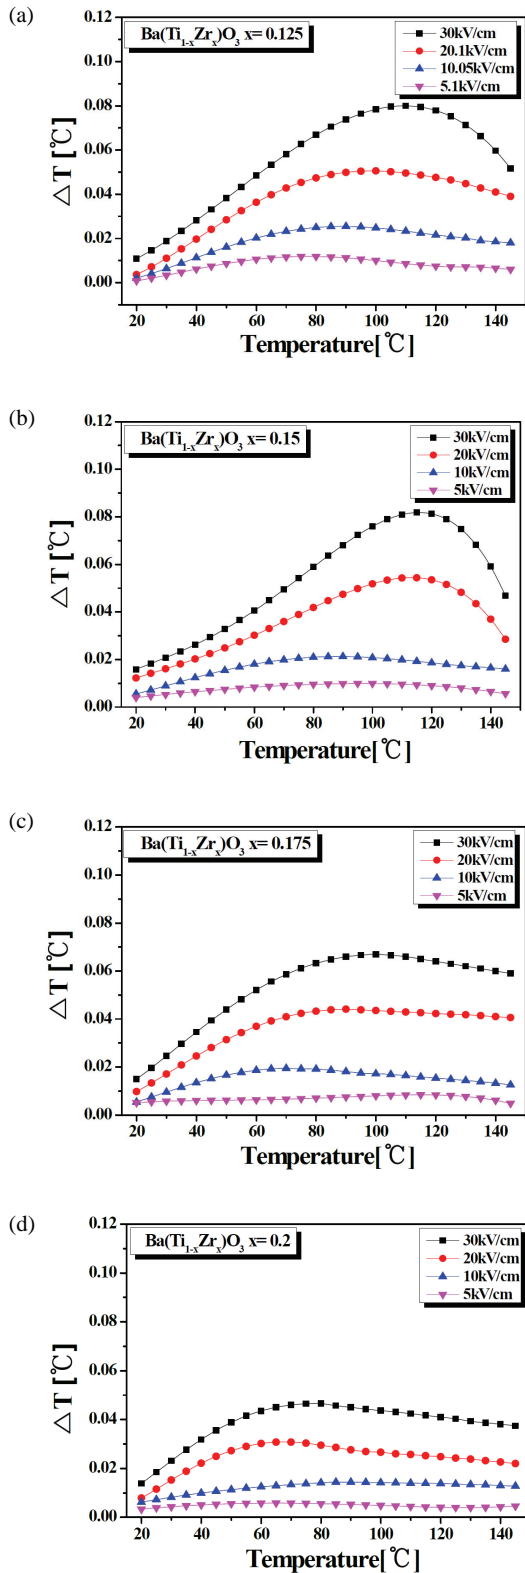 (a)
Ba(Ti₁₋ₓZrₓ)O₃ x= 0.125
30kV/cm
20.1kV/cm
10.05kV/cm
5.1kV/cm
△T [℃]
0.12
0.10
0.08
0.06
0.04
0.02
0.00
20 40 60 80 100 120 140
Temperature[℃]
(b)
Ba(Ti₁₋ₓZrₓ)O₃ x= 0.15
30kV/cm
20kV/cm
10kV/cm
5kV/cm
△T [℃]
0.12
0.10
0.08
0.06
0.04
0.02
0.00
20 40 60 80 100 120 140
Temperature[℃]
(c)
Ba(Ti₁₋ₓZrₓ)O₃ x= 0.175
30kV/cm
20kV/cm
10kV/cm
5kV/cm
△T [℃]
0.12
0.10
0.08
0.06
0.04
0.02
0.00
20 40 60 80 100 120 140
Temperature[℃]
(d)
Ba(Ti₁₋ₓZrₓ)O₃ x= 0.2
30kV/cm
20kV/cm
10kV/cm
5kV/cm
△T [℃]
0.12
0.10
0.08
0.06
0.04
0.02
0.00
20 40 60 80 100 120 140
Temperature[℃]